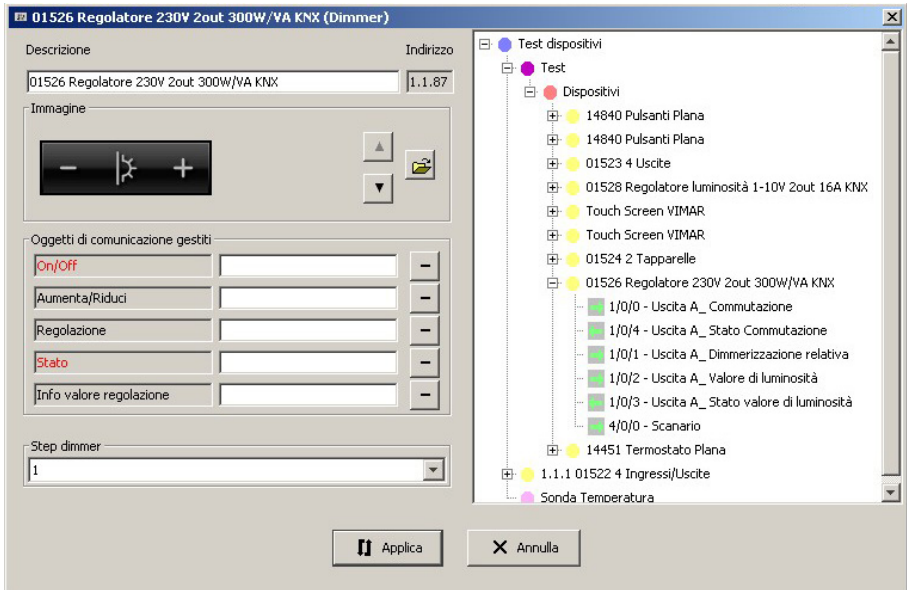 01526 Regolatore 230V 2out 300W/VA KNX (Dimmer)
Descrizione
Indirizzo
01526 Regolatore 230V 2out 300W/VA KNX
1.1.87
Immagine
Oggetti di comunicazione gestiti
On/Off
Aumenta/Riduci
Regolazione
Stato
Info valore regolazione
Step dimmer
1
Test dispositivi
Test
Dispositivi
14840 Pulsanti Plana
14840 Pulsanti Plana
01523 4 Uscite
01528 Regolatore luminosità 1-10V 2out 16A KNX
Touch Screen VIMAR
Touch Screen VIMAR
01524 2 Tapparelle
01526 Regolatore 230V 2out 300W/VA KNX
1/0/0 - Uscita A_ Commutazione
1/0/4 - Uscita A_ Stato Commutazione
1/0/1 - Uscita A_ Dimmerizzazione relativa
1/0/2 - Uscita A_ Valore di luminosità
1/0/3 - Uscita A_ Stato valore di luminosità
4/0/0 - Scanario
14451 Termostato Plana
1.1.1 01522 4 Ingressi/Uscite
Sonda Temperatura
Applica
Annulla